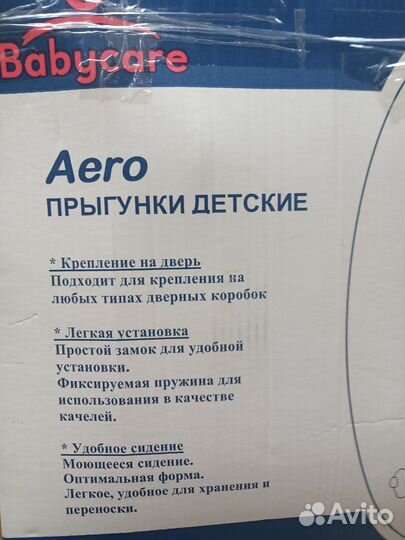 Babycare
Aero
ПРЫГУНКИ ДЕТСКИЕ
* Крепление на дверь
Подходит для крепления на
любых типах дверных коробок
* Легкая установка
Простой замок для удобной
установки.
Фиксируемая пружина для
использования в качестве
качелей.
* Удобное сидение
Моющееся сидение.
Оптимальная форма.
Легкое, удобное для хранения и
переноски.
Avito